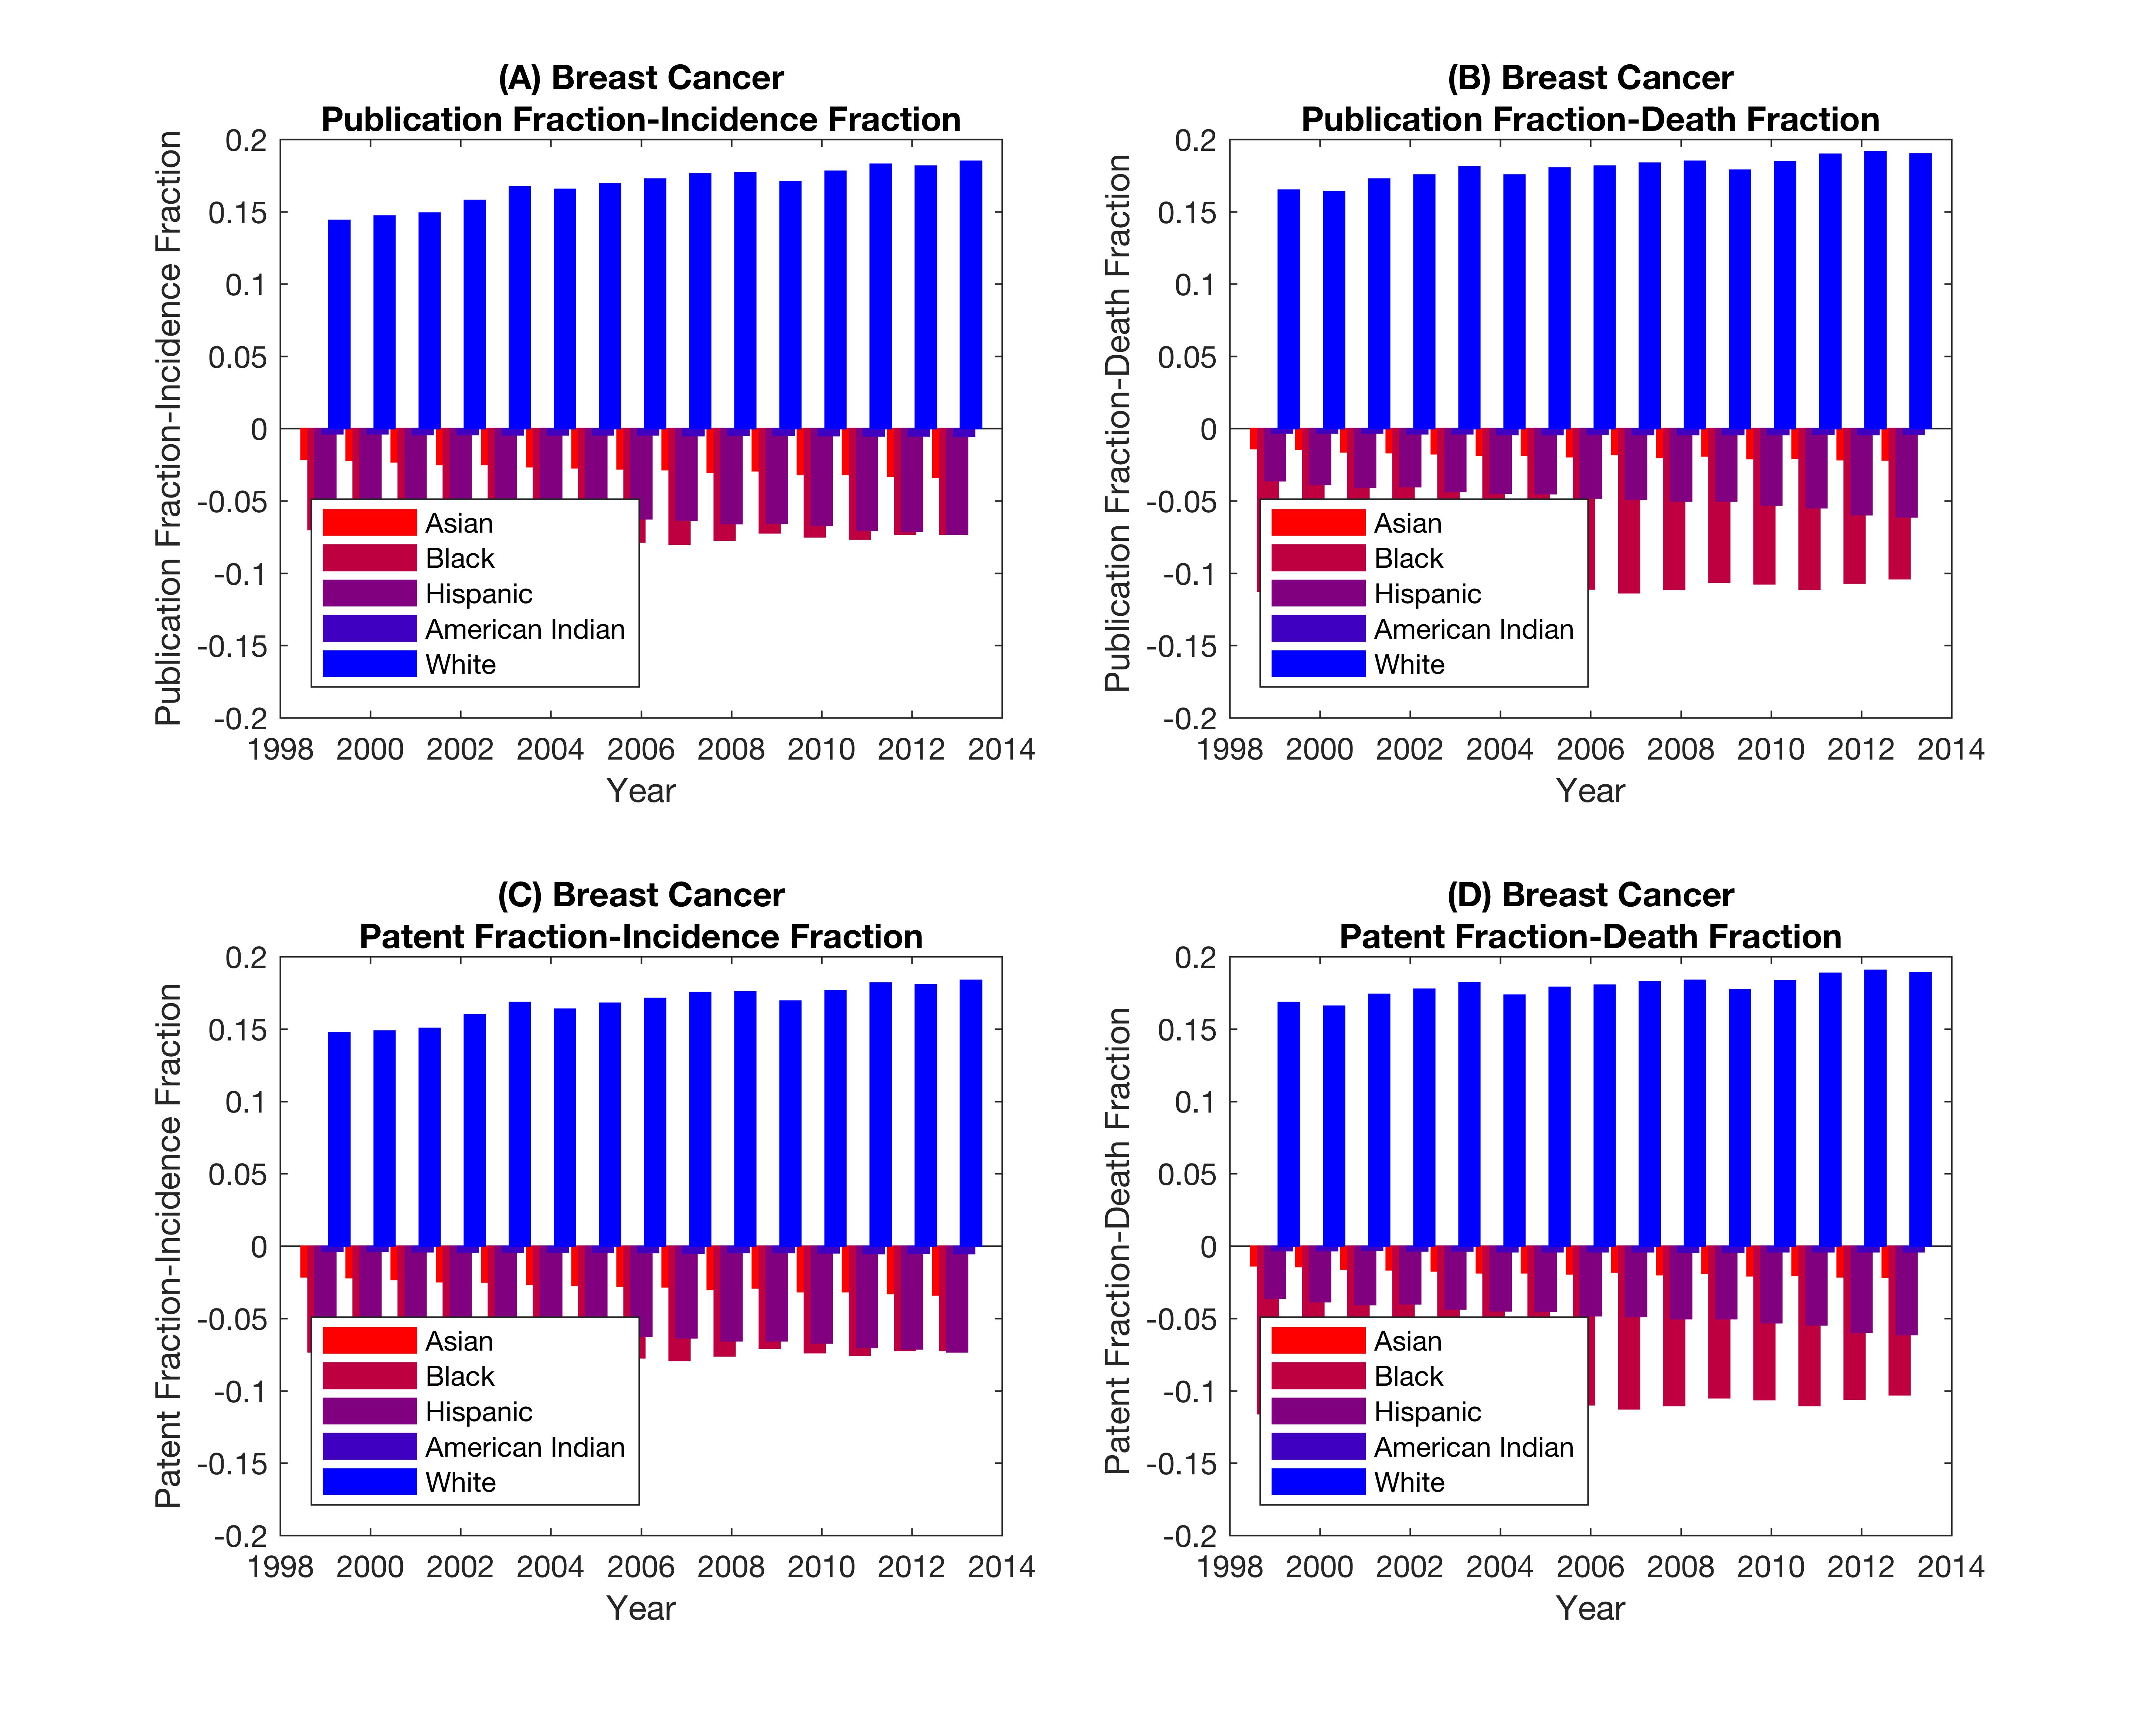 (A) Breast Cancer
Publication Fraction-Incidence Fraction
Publication Fraction-Incidence Fraction
0.2
0.15
0.1
0.05
0
-0.05
-0.1
-0.15
-0.2
Asian
Black
Hispanic
American Indian
White
1998 2000 2002 2004 2006 2008 2010 2012 2014
Year
(B) Breast Cancer
Publication Fraction-Death Fraction
Publication Fraction-Death Fraction
0.2
0.15
0.1
0.05
0
-0.05
-0.1
-0.15
-0.2
Asian
Black
Hispanic
American Indian
White
1998 2000 2002 2004 2006 2008 2010 2012 2014
Year
(C) Breast Cancer
Patent Fraction-Incidence Fraction
Patent Fraction-Incidence Fraction
0.2
0.15
0.1
0.05
0
-0.05
-0.1
-0.15
-0.2
Asian
Black
Hispanic
American Indian
White
1998 2000 2002 2004 2006 2008 2010 2012 2014
Year
(D) Breast Cancer
Patent Fraction-Death Fraction
Patent Fraction-Death Fraction
0.2
0.15
0.1
0.05
0
-0.05
-0.1
-0.15
-0.2
Asian
Black
Hispanic
American Indian
White
1998 2000 2002 2004 2006 2008 2010 2012 2014
Year